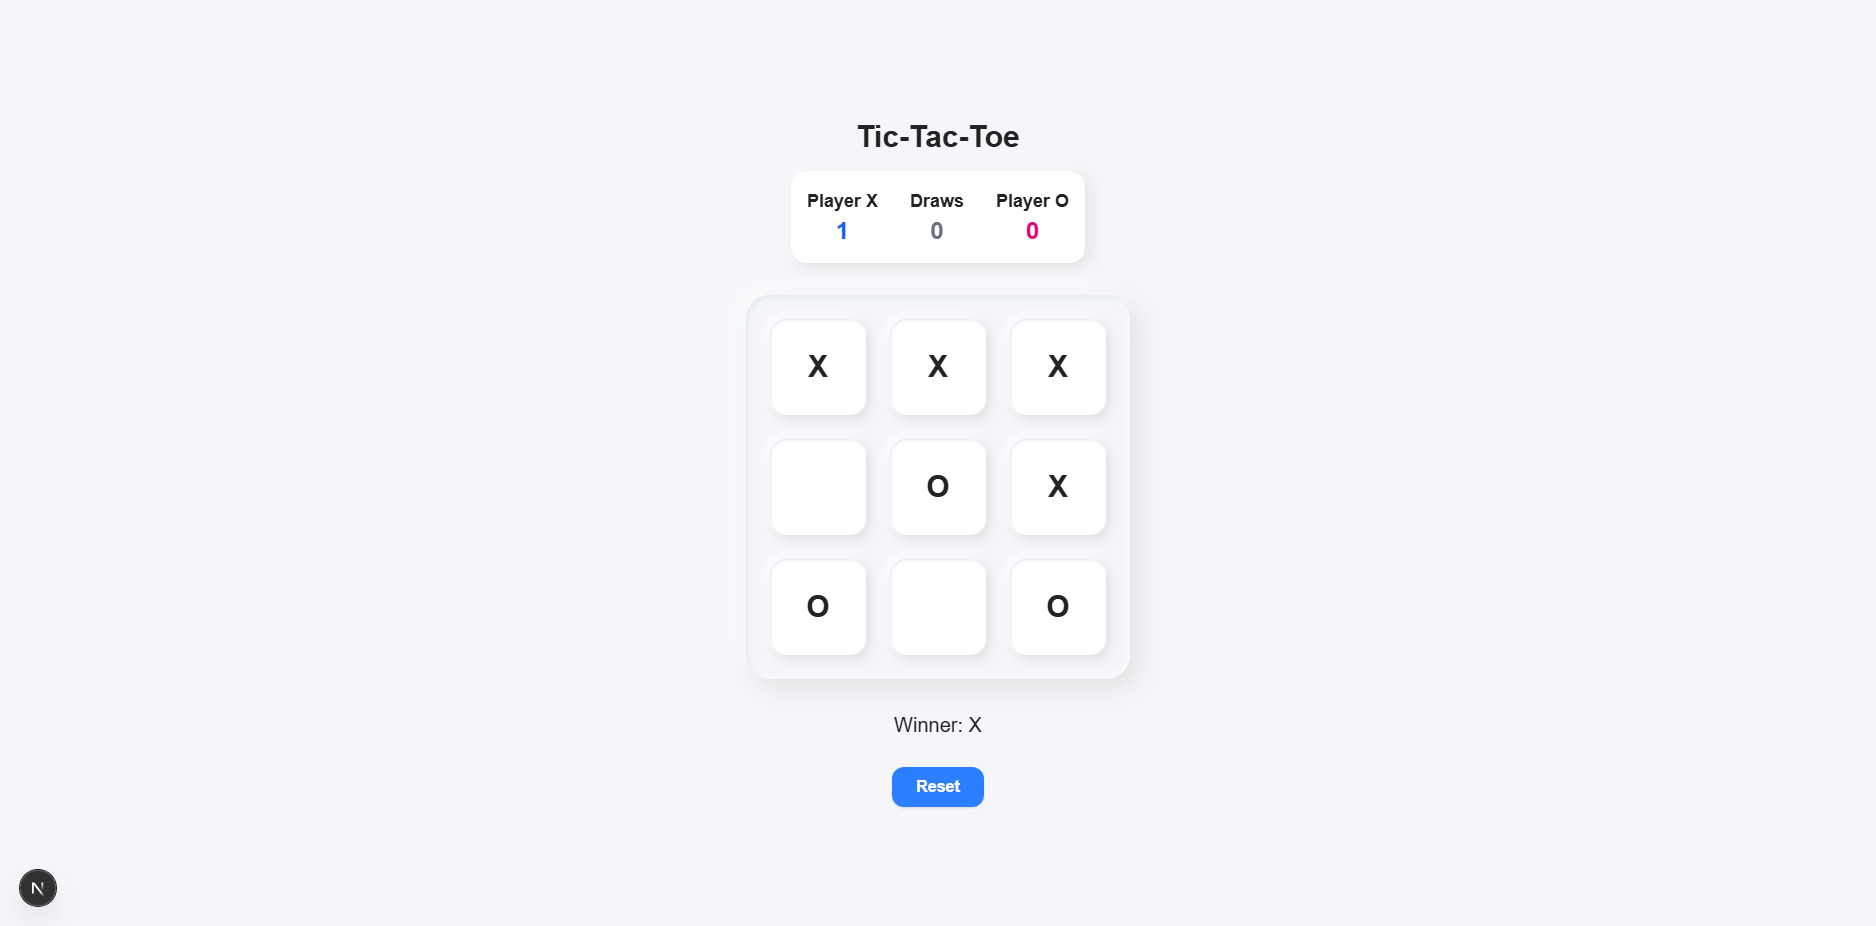 Tic-Tac-Toe
Player X Draws Player O
1 0 0
X X X
O X
O O
Winner: X
Reset
N